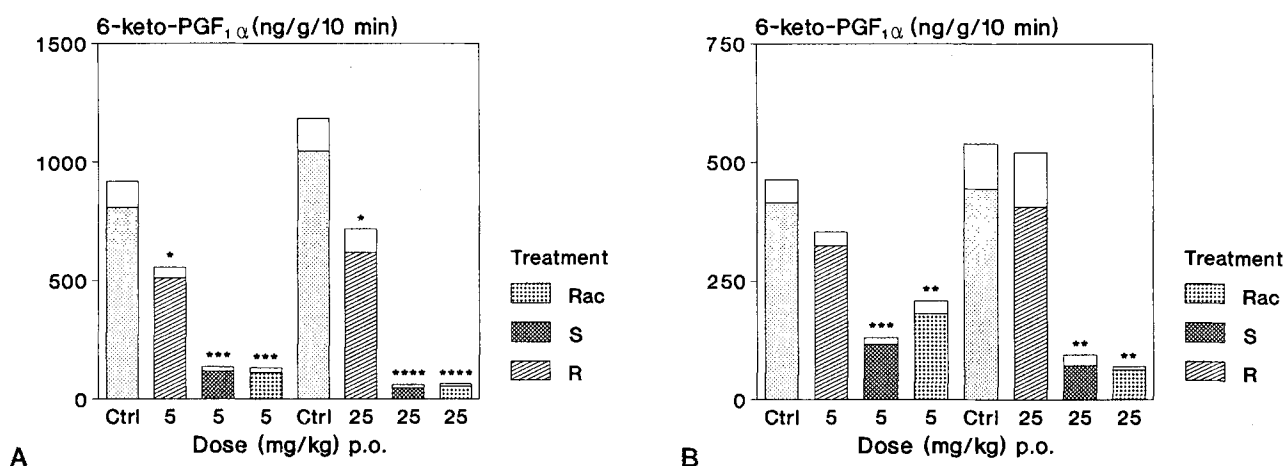 6-keto-PGF₁ α (ng/g/10 min)
1500
1000
500
0
*
***
***
*
****
****
Ctrl 5 5 5 Ctrl 25 25 25
Dose (mg/kg) p.o.
Treatment
Rac
S
R
A
6-keto-PGF₁α (ng/g/10 min)
750
500
250
0
***
**
**
**
Ctrl 5 5 5 Ctrl 25 25 25
Dose (mg/kg) p.o.
Treatment
Rac
S
R
B